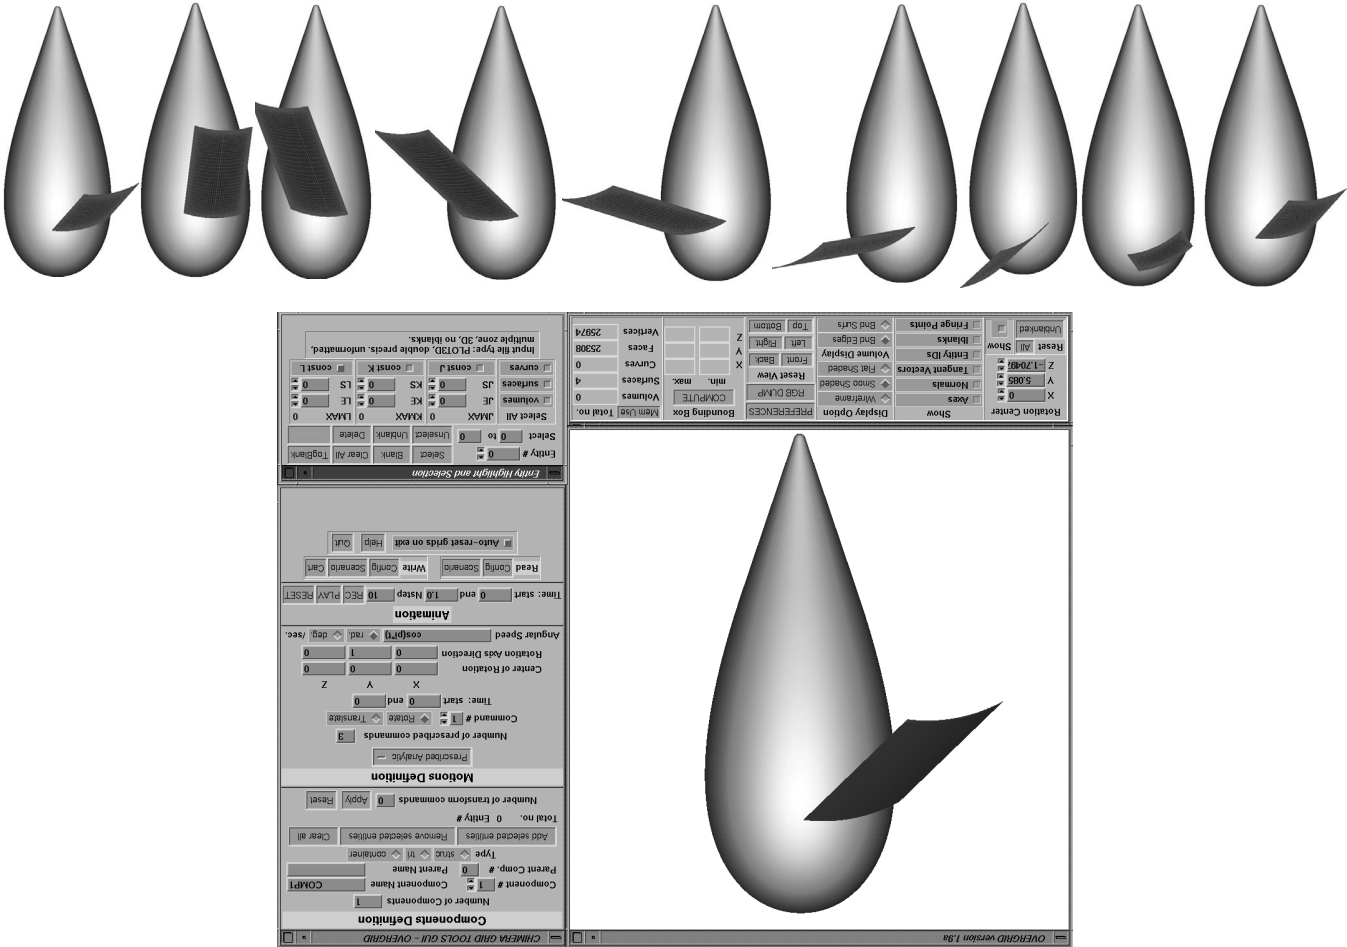 OVERGRID version 1.9a
Rotation Center
X 0
Y 5.085
Z -1.70497
Reset All Show
Unblanked
Show
Axes
Normals
Tangent Vectors
Entity IDs
Iblanks
Fringe Points
Display Option
Wireframe
Smoo Shaded
Flat Shaded
Volume Display
Bnd Edges
Bnd Surfs
PREFERENCES
RGB DUMP
Reset View
Front Back
Left Right
Top Bottom
Bounding Box
COMPUTE
min. max.
X
Y
Z
Mem Use Total no.
Volumes 0
Surfaces 4
Curves 0
Faces 25308
Vertices 25974
CHIMERA GRID TOOLS GUI – OVERGRID
Components Definition
Number of Components 1
Component # 1 Component Name COMP1
Parent Comp. # 0 Parent Name
Type struc tri container
Add selected entities Remove selected entities Clear all
Total no. 0 Entity #
Number of transform commands 0 Apply Reset
Motions Definition
Prescribed Analytic
Number of prescribed commands 3
Command # 1 Rotate Translate
Time: start 0 end 0
X Y Z
Center of Rotation 0 0 0
Rotation Axis Direction 0 1 0
Angular Speed cos(pi*t) rad. deg. /sec.
Animation
Time: start 0 end 1.0 Nstep 10 REC PLAY RESET
Read Config Scenario Write Config Scenario Cart
Auto-reset grids on exit Help Quit
Entity Highlight and Selection
Entity # 0 Select Blank Clear All TogBlank
Select 0 to 0 Unselect Unblank Delete
Select All JMAX 0 KMAX 0 LMAX 0
volumes JE 0 KE 0 LE 0
surfaces JS 0 KS 0 LS 0
curves const J const K const L
Input file type: PLOT3D, double precis. unformatted,
multiple zone, 3D, no iblanks.